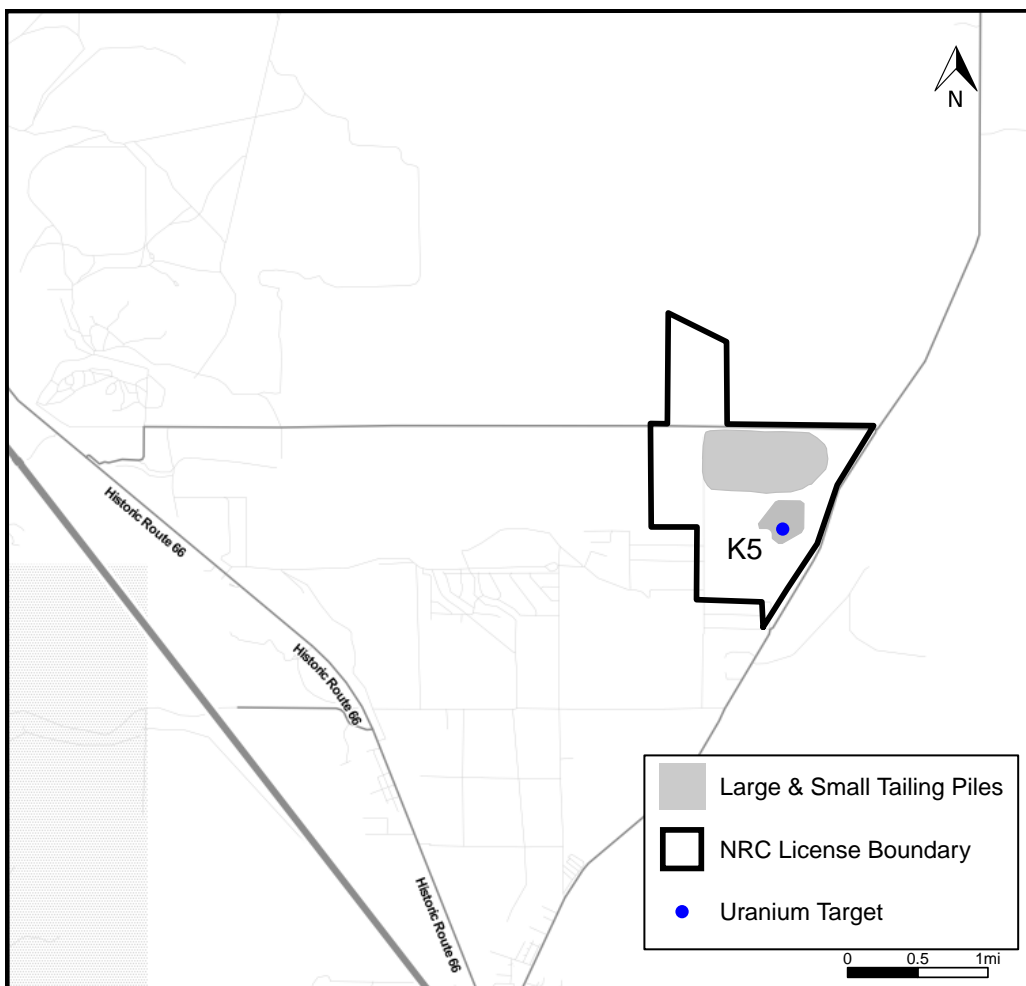 N
K5
Historic Route 66
Historic Route 66
Historic Route 66
Large & Small Tailing Piles
NRC License Boundary
Uranium Target
0 0.5 1mi